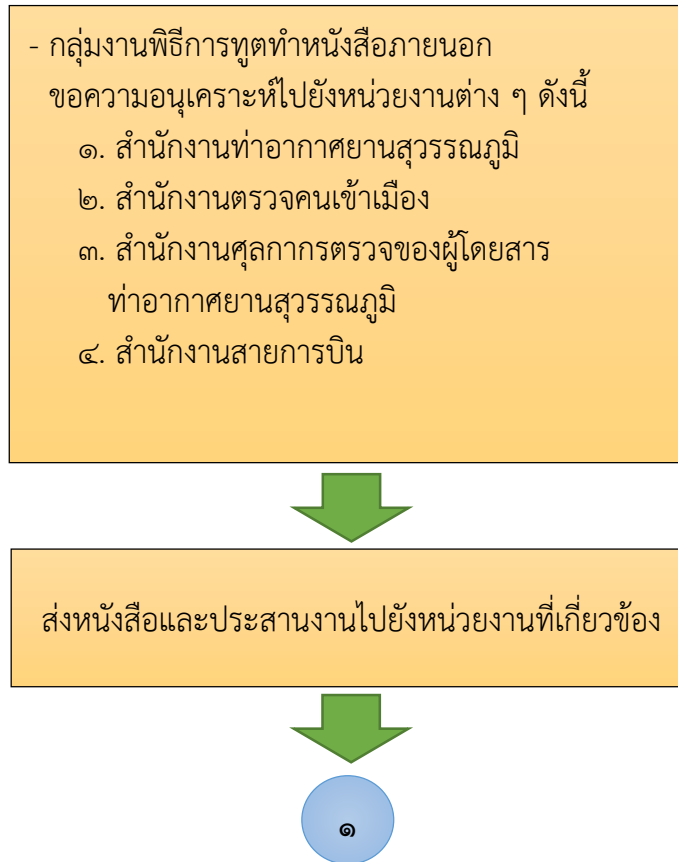 - กลุ่มงานพิธีการทูตทำหนังสือภายนอก
ขอความอนุเคราะห์ไปยังหน่วยงานต่าง ๆ ดังนี้
๑. สำนักงานท่าอากาศยานสุวรรณภูมิ
๒. สำนักงานตรวจคนเข้าเมือง
๓. สำนักงานศุลกากรตรวจของผู้โดยสาร
ท่าอากาศยานสุวรรณภูมิ
๔. สำนักงานสายการบิน
ส่งหนังสือและประสานงานไปยังหน่วยงานที่เกี่ยวข้อง
๑